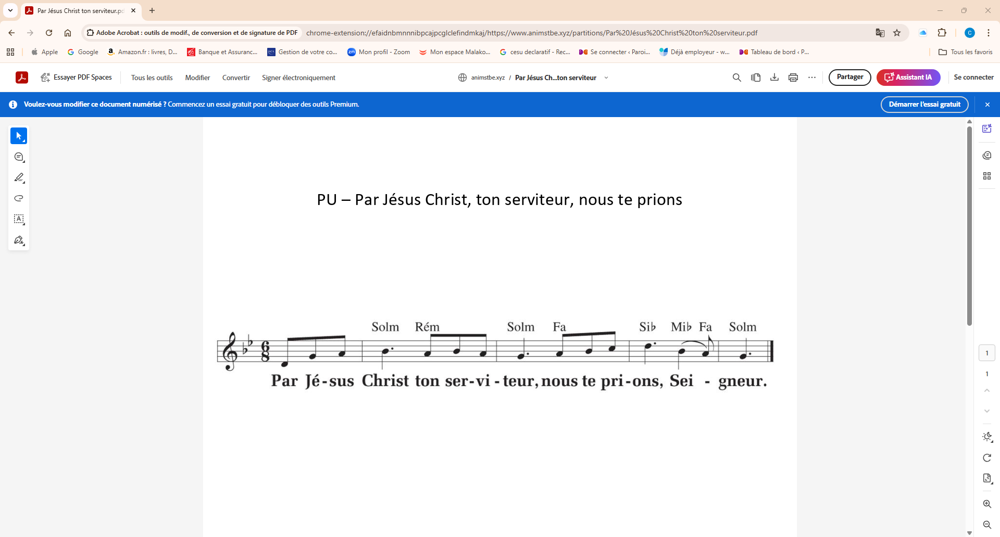 Par Jésus Christ ton serviteur.pd
Adobe Acrobat : outils de modif., de conversion et de signature de PDF
chrome-extension://efaidnbmnnnibpcajpcglclefindmkaj/https://www.animstbe.xyz/partitions/Par%20Jésus%20Christ%20ton%20serviteur.pdf
C
Apple Google Amazon.fr : livres, D... Banque et Assuranc... LCL Gestion de votre co... zm Mon profil - Zoom Mon espace Malako... cesu declaratif - Rec... Se connecter ‹ Paroi... Déjà employeur - w... Tableau de bord ‹ P... Tous les favoris
Essayer PDF Spaces Tous les outils Modifier Convertir Signer électroniquement animstbe.xyz / Par Jésus Ch...ton serviteur Partager Assistant IA Se connecter
Voulez-vous modifier ce document numérisé ? Commencez un essai gratuit pour débloquer des outils Premium. Démarrer l'essai gratuit
PU – Par Jésus Christ, ton serviteur, nous te prions
Solm Rém Solm Fa Si♭ Mi♭ Fa Solm
6
8
Par Jé-sus Christ ton ser-vi-teur, nous te pri-ons, Sei - gneur.
1
1